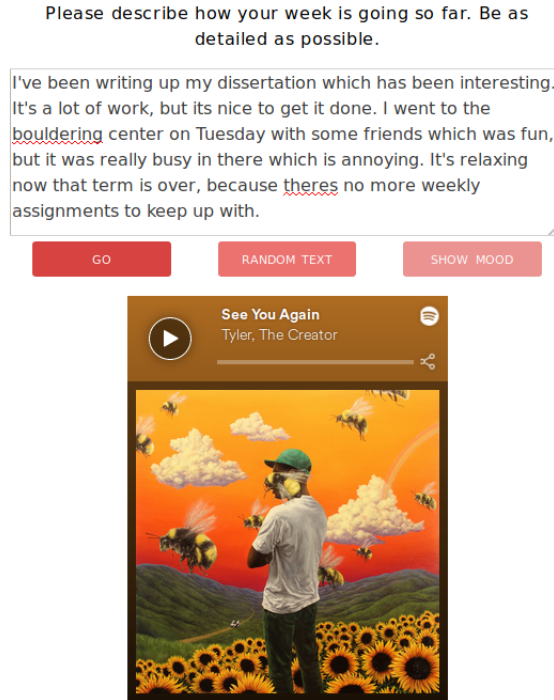 Please describe how your week is going so far. Be as
detailed as possible.
I've been writing up my dissertation which has been interesting.
It's a lot of work, but its nice to get it done. I went to the
bouldering center on Tuesday with some friends which was fun,
but it was really busy in there which is annoying. It's relaxing
now that term is over, because theres no more weekly
assignments to keep up with.
GO
RANDOM TEXT
SHOW MOOD
See You Again
Tyler, The Creator